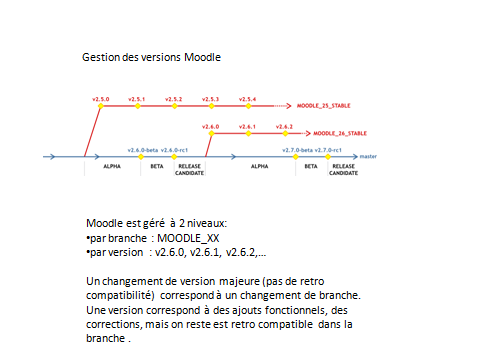 Gestion des versions Moodle
v2.5.0 v2.5.1 v2.5.2 v2.5.3 v2.5.4
MOODLE_25_STABLE
v2.6.0 v2.6.1 v2.6.2
MOODLE_26_STABLE
v2.6.0-beta v2.6.0-rc1 v2.7.0-beta v2.7.0-rc1
master
ALPHA BETA RELEASE CANDIDATE ALPHA BETA RELEASE CANDIDATE
Moodle est géré à 2 niveaux:
•par branche : MOODLE_XX
•par version : v2.6.0, v2.6.1, v2.6.2,...
Un changement de version majeure (pas de retro
compatibilité) correspond à un changement de branche.
Une version correspond à des ajouts fonctionnels, des
corrections, mais on reste est retro compatible dans la
branche .